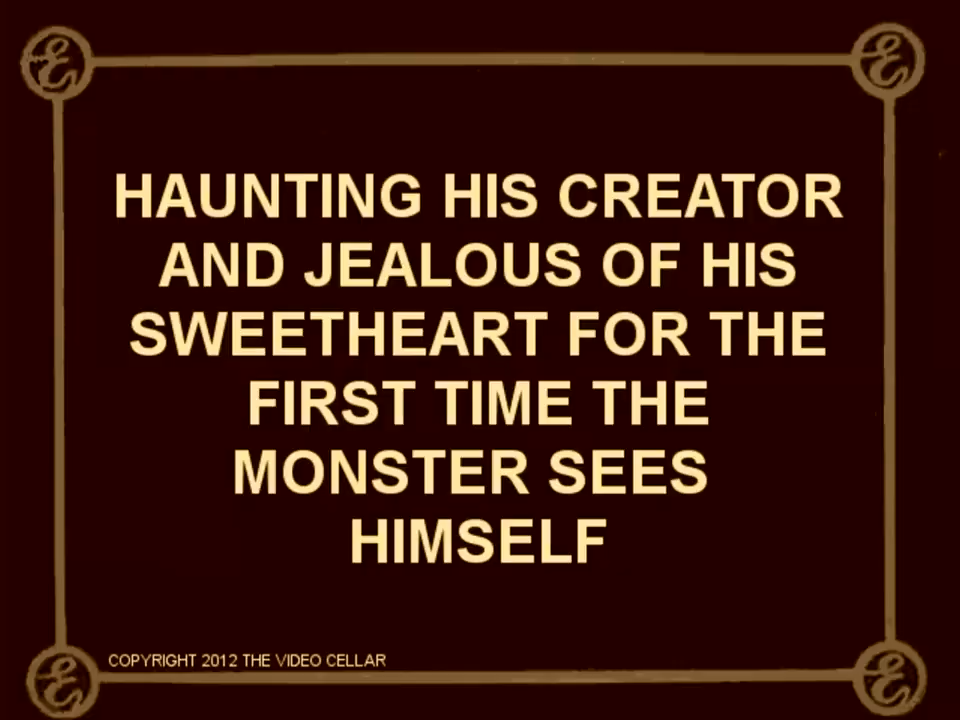 HAUNTING HIS CREATOR
AND JEALOUS OF HIS
SWEETHEART FOR THE
FIRST TIME THE
MONSTER SEES
HIMSELF
COPYRIGHT 2012 THE VIDEO CELLAR